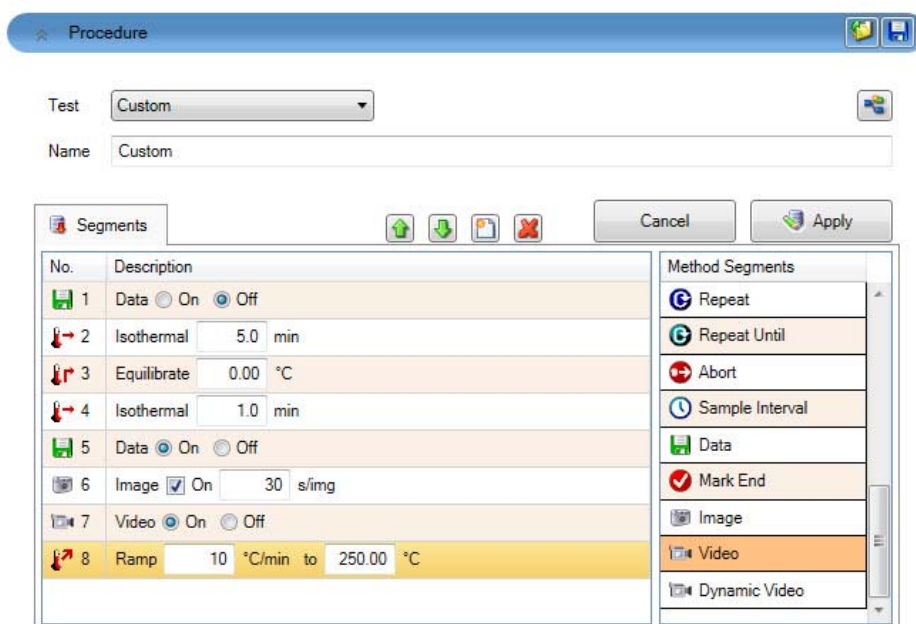 Procedure
Test Custom
Name Custom
Segments Cancel Apply
No. Description
1 Data On Off
2 Isothermal 5.0 min
3 Equilibrate 0.00 °C
4 Isothermal 1.0 min
5 Data On Off
6 Image On 30 s/img
7 Video On Off
8 Ramp 10 °C/min to 250.00 °C
Method Segments
Repeat
Repeat Until
Abort
Sample Interval
Data
Mark End
Image
Video
Dynamic Video